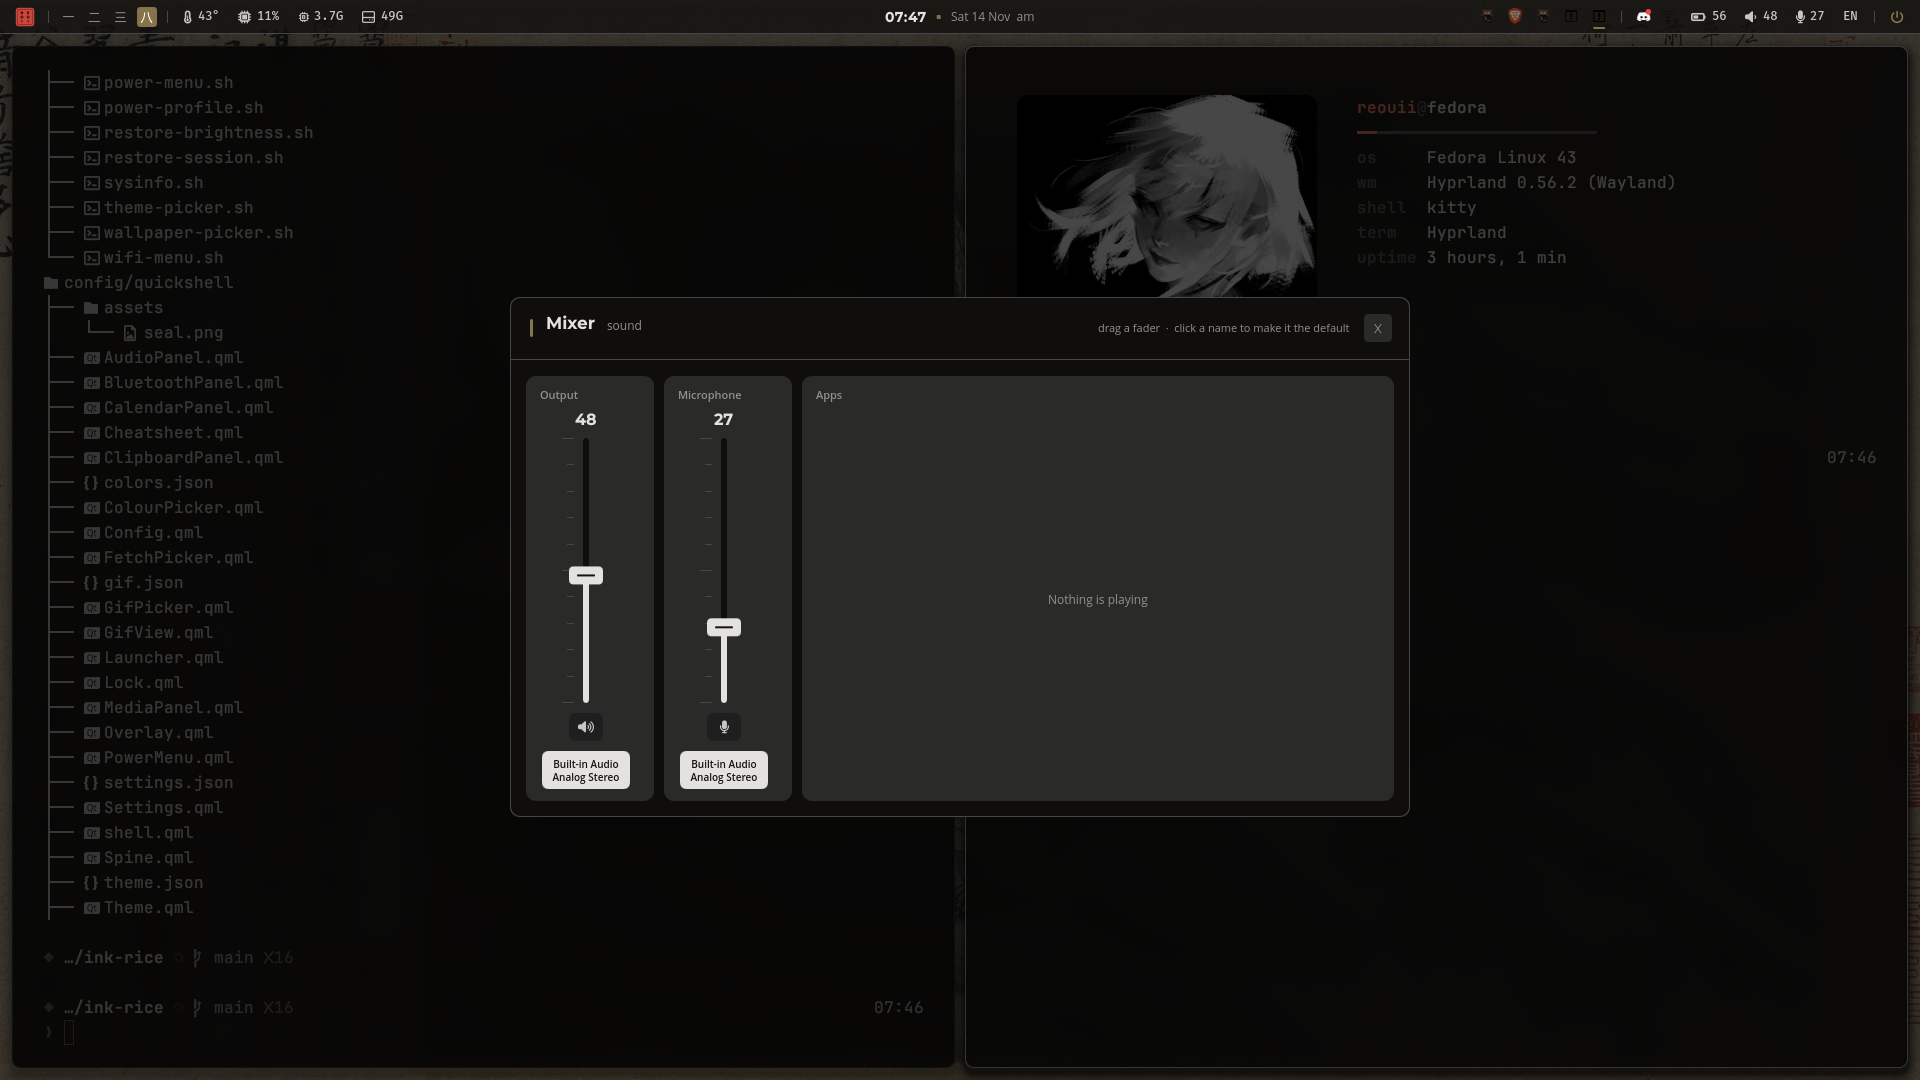 一 二 三 八 43° 11% 3.7G 49G
07:47 Sat 14 Nov am
56 48 27 EN
power-menu.sh
power-profile.sh
restore-brightness.sh
restore-session.sh
sysinfo.sh
theme-picker.sh
wallpaper-picker.sh
wifi-menu.sh
config/quickshell
assets
seal.png
AudioPanel.qml
BluetoothPanel.qml
CalendarPanel.qml
Cheatsheet.qml
ClipboardPanel.qml
colors.json
ColourPicker.qml
Config.qml
FetchPicker.qml
gif.json
GifPicker.qml
GifView.qml
Launcher.qml
Lock.qml
MediaPanel.qml
Overlay.qml
PowerMenu.qml
settings.json
Settings.qml
shell.qml
Spine.qml
theme.json
Theme.qml
…/ink-rice main X16
…/ink-rice main X16 07:46
reouii@fedora
os Fedora Linux 43
wm Hyprland 0.56.2 (Wayland)
shell kitty
term Hyprland
uptime 3 hours, 1 min
07:46
Mixer sound
drag a fader · click a name to make it the default X
Output
48
Built-in Audio
Analog Stereo
Microphone
27
Built-in Audio
Analog Stereo
Apps
Nothing is playing